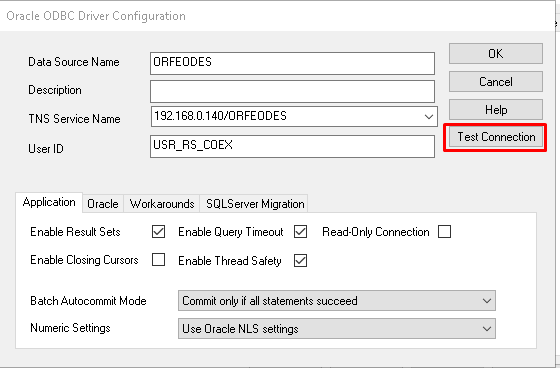 Oracle ODBC Driver Configuration
Data Source Name ORFEODES OK
Description Cancel
TNS Service Name 192.168.0.140/ORFEODES Help
User ID USR_RS_COEX Test Connection
Application Oracle Workarounds SQLServer Migration
Enable Result Sets Enable Query Timeout Read-Only Connection
Enable Closing Cursors Enable Thread Safety
Batch Autocommit Mode Commit only if all statements succeed
Numeric Settings Use Oracle NLS settings